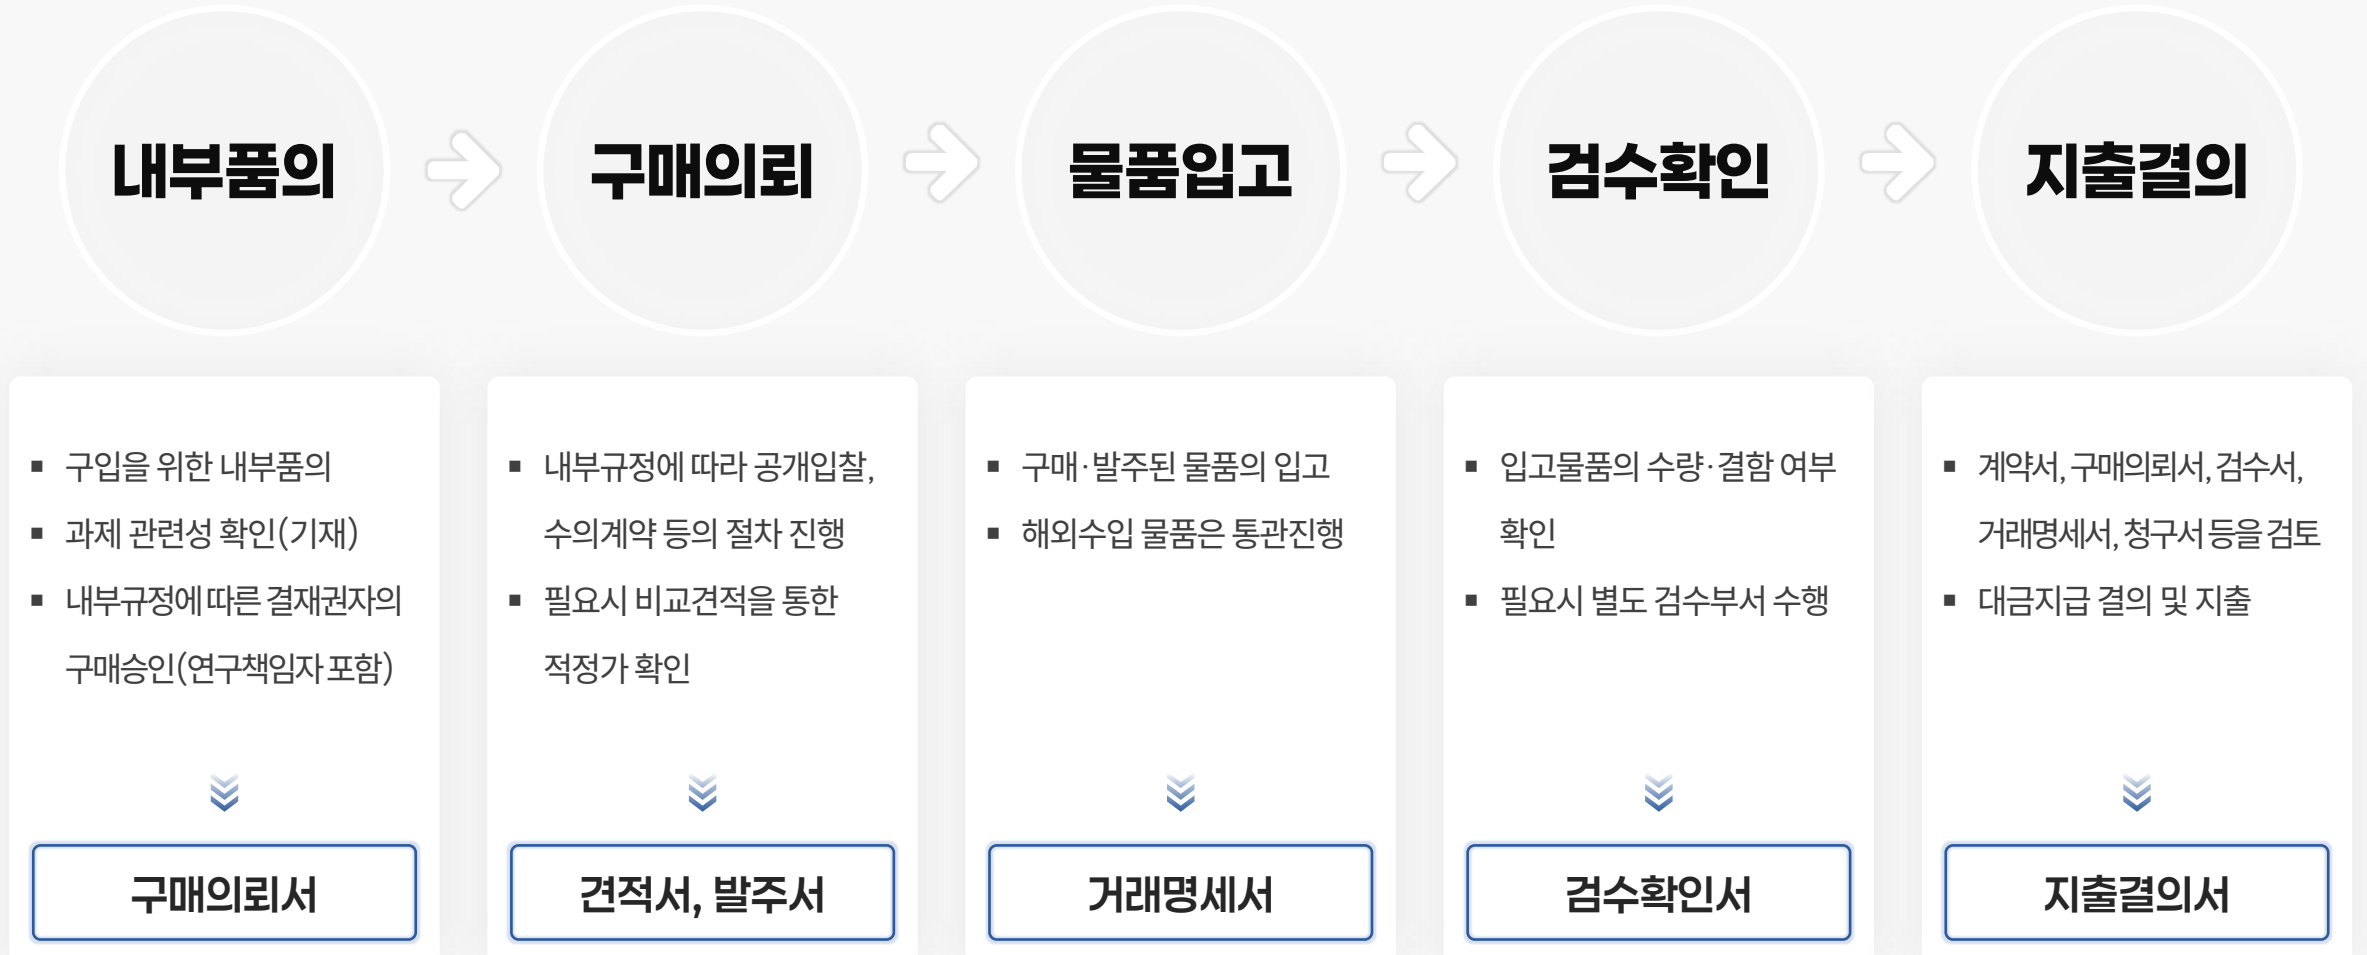 내부품의
구매의뢰
물품입고
검수확인
지출결의
▪ 구입을 위한 내부품의
▪ 과제 관련성 확인(기재)
▪ 내부규정에 따른 결재권자의
구매승인(연구책임자 포함)
구매의뢰서
▪ 내부규정에 따라 공개입찰,
수의계약 등의 절차 진행
▪ 필요시 비교견적을 통한
적정가 확인
견적서, 발주서
▪ 구매·발주된 물품의 입고
▪ 해외수입 물품은 통관진행
거래명세서
▪ 입고물품의 수량·결함 여부
확인
▪ 필요시 별도 검수부서 수행
검수확인서
▪ 계약서, 구매의뢰서, 검수서,
거래명세서, 청구서 등을 검토
▪ 대금지급 결의 및 지출
지출결의서